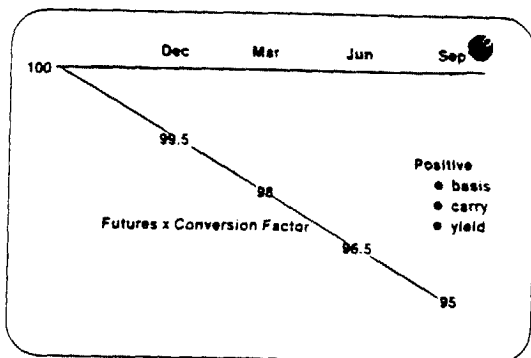 Dec Mar Jun Sep
100
99.5
Positive
98
● basis
● carry
Futures x Conversion Factor
● yield
96.5
95